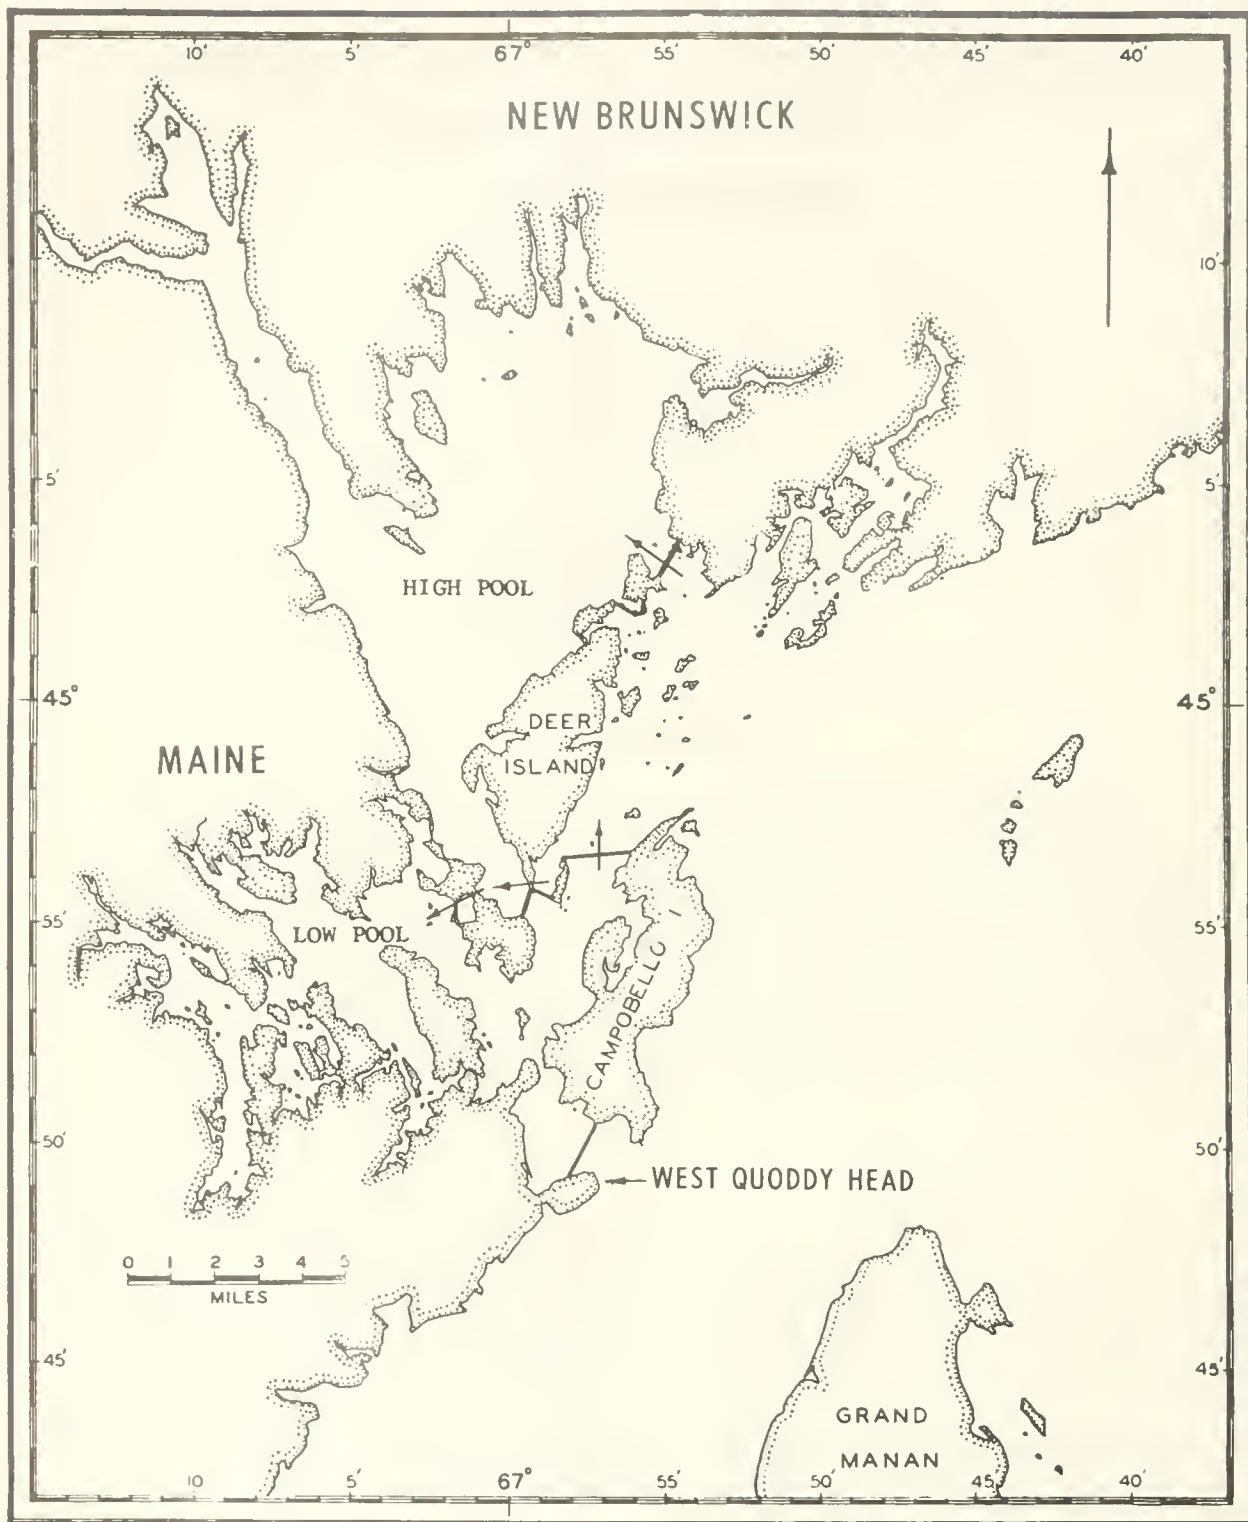 10' 5' 67° 55' 50' 45' 40'
NEW BRUNSWICK
10'
5' 5'
HIGH POOL
45° 45°
DEER
ISLAND
MAINE
55' 55'
LOW POOL
CAMPOBELLO I
50' 50'
WEST QUODDY HEAD
0 1 2 3 4 5
MILES
45' 45'
GRAND
MANAN
10' 5' 67° 55' 50' 45' 40'